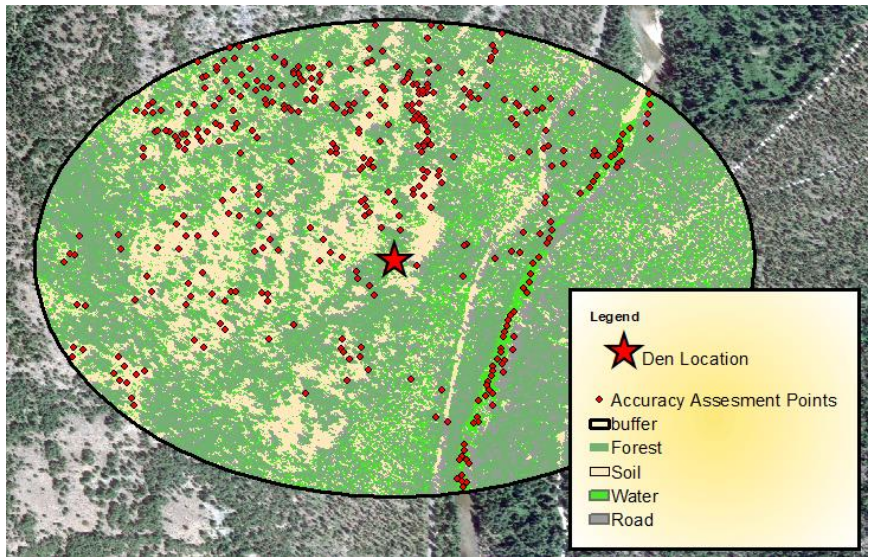 Legend
Den Location
Accuracy Assesment Points
buffer
Forest
Soil
Water
Road